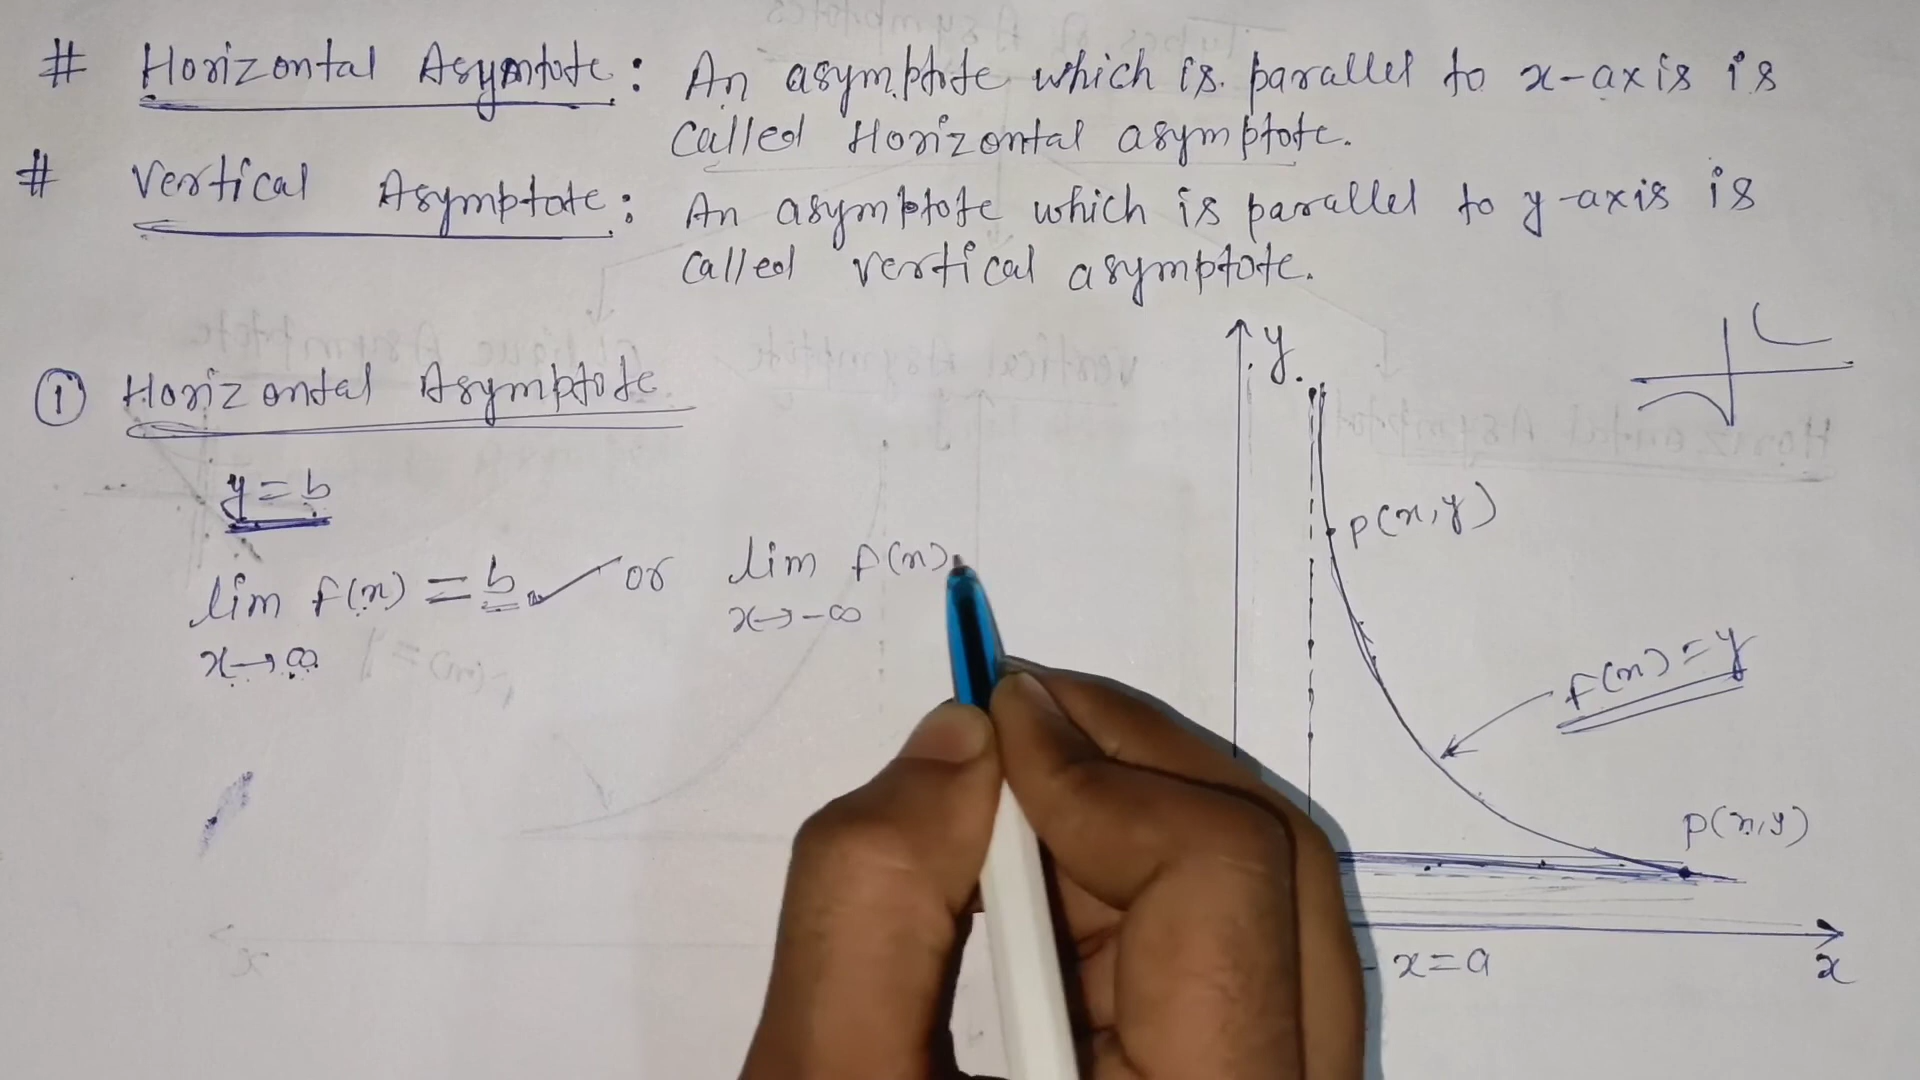 # Horizontal Asymptote: An asymptote which is parallel to x-axis is
called Horizontal asymptote.
# Vertical Asymptate: An asymptote which is parallel to y-axis is
called vertical asymptote.
① Horizontal Asymptote
y = b
lim f(x) = b ✓ or lim f(x)
x→∞ x→-∞
y
P(x,y)
f(x) = y
P(x,y)
x = a
x